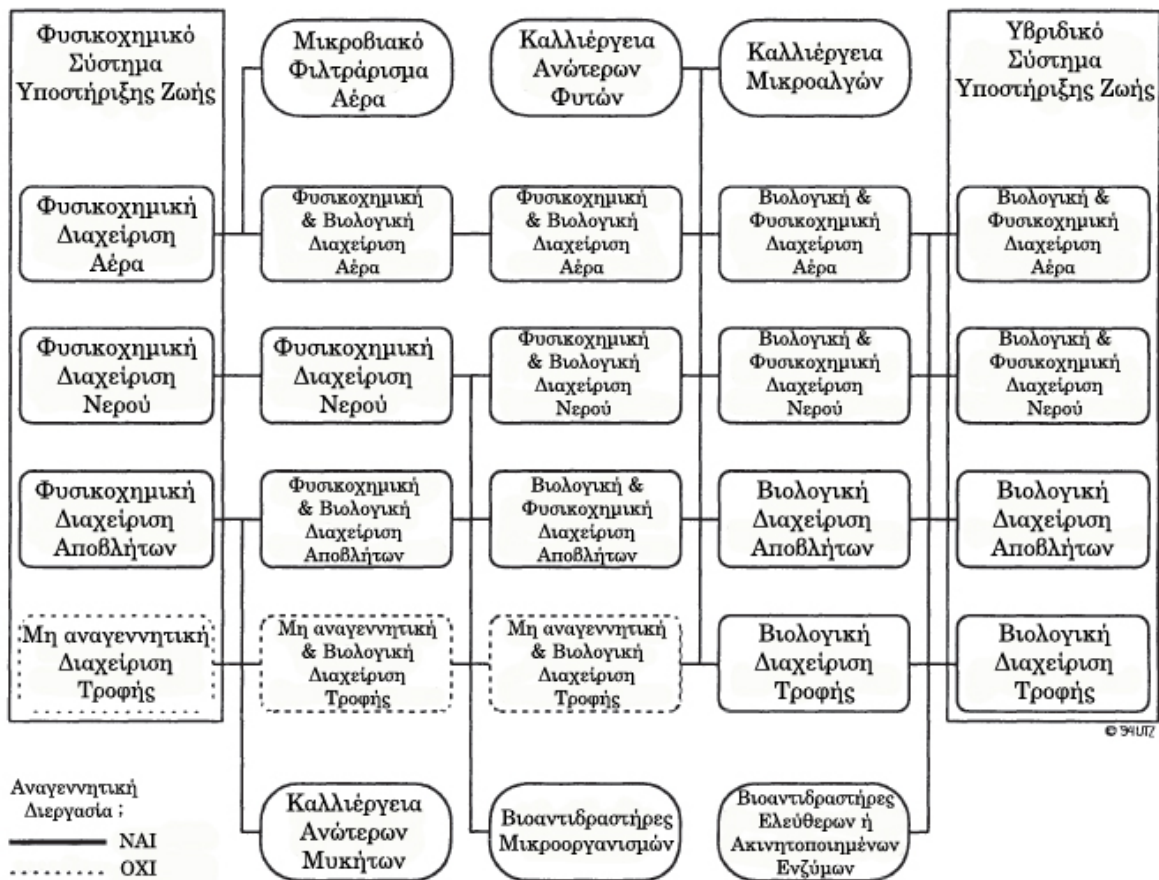 Φυσικοχημικό
Σύστημα
Υποστήριξης Ζωής
Μικροβιακό
Φιλτράρισμα
Αέρα
Καλλιέργεια
Ανώτερων
Φυτών
Καλλιέργεια
Μικροαλγών
Υβριδικό
Σύστημα
Υποστήριξης Ζωής
Φυσικοχημική
Διαχείριση
Αέρα
Φυσικοχημική
& Βιολογική
Διαχείριση
Αέρα
Φυσικοχημική
& Βιολογική
Διαχείριση
Αέρα
Βιολογική &
Φυσικοχημική
Διαχείριση
Αέρα
Βιολογική &
Φυσικοχημική
Διαχείριση
Αέρα
Φυσικοχημική
Διαχείριση
Νερού
Φυσικοχημική
Διαχείριση
Νερού
Φυσικοχημική
& Βιολογική
Διαχείριση
Νερού
Βιολογική &
Φυσικοχημική
Διαχείριση
Νερού
Βιολογική &
Φυσικοχημική
Διαχείριση
Νερού
Φυσικοχημική
Διαχείριση
Αποβλήτων
Φυσικοχημική
& Βιολογική
Διαχείριση
Αποβλήτων
Βιολογική &
Φυσικοχημική
Διαχείριση
Αποβλήτων
Βιολογική
Διαχείριση
Αποβλήτων
Βιολογική
Διαχείριση
Αποβλήτων
Μη αναγεννητική
Διαχείριση
Τροφής
Μη αναγεννητική
& Βιολογική
Διαχείριση
Τροφής
Μη αναγεννητική
& Βιολογική
Διαχείριση
Τροφής
Βιολογική
Διαχείριση
Τροφής
Βιολογική
Διαχείριση
Τροφής
© 94 UTZ
Αναγεννητική
Διεργασία ;
ΝΑΙ
ΟΧΙ
Καλλιέργεια
Ανώτερων
Μυκήτων
Βιοαντιδραστήρες
Μικροοργανισμών
Βιοαντιδραστήρες
Ελεύθερων ή
Ακινητοποιημένων
Ενζύμων